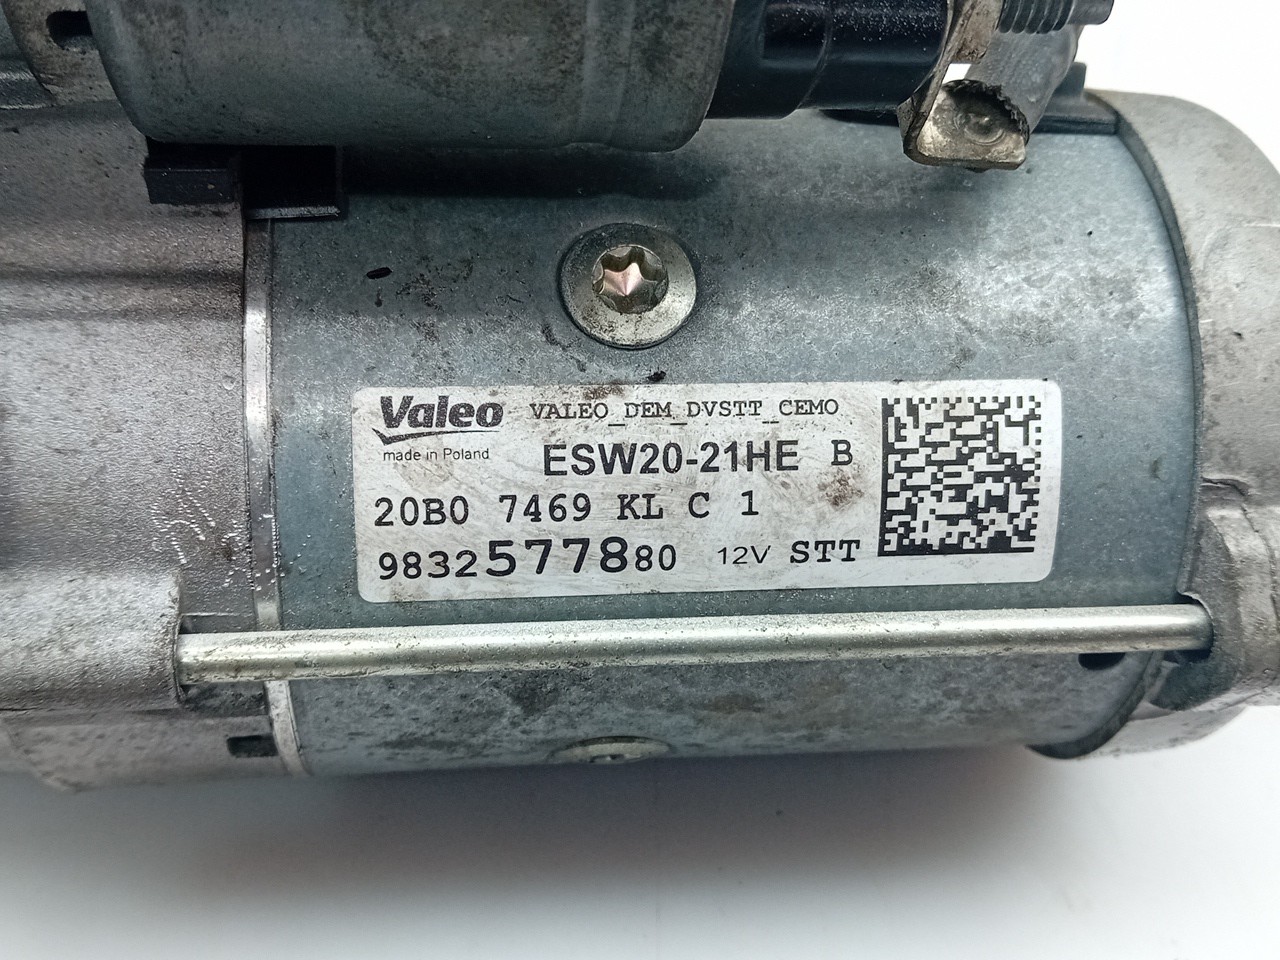 Valeo VALEO_DEM_DVSTT_CEMO
made in Poland ESW20-21HE B
20B0 7469 KL C 1
9832577880 12V STT